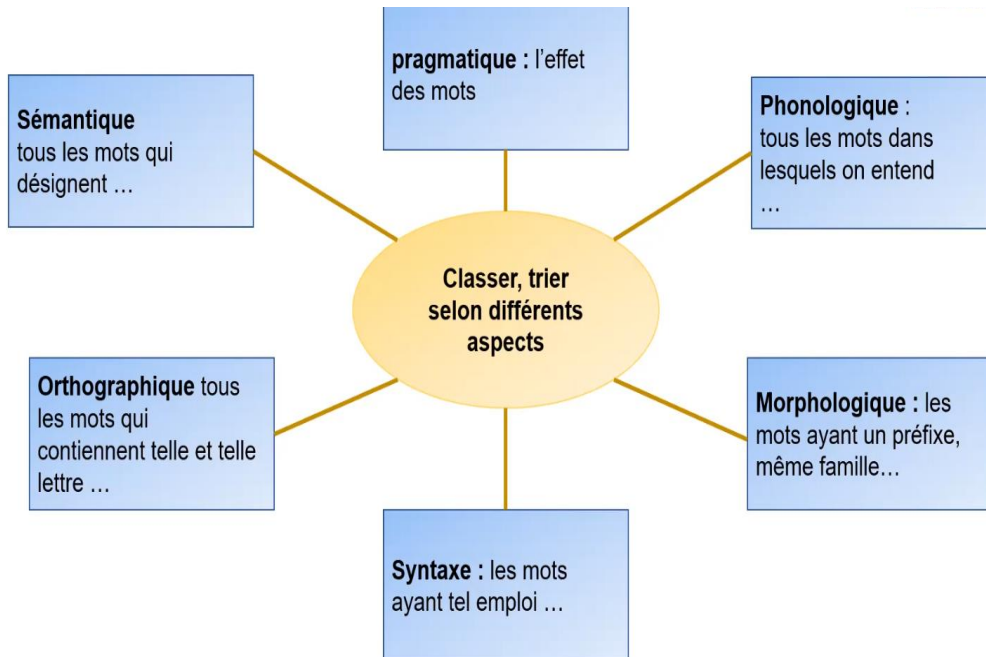 pragmatique : l’effet
des mots
Sémantique
tous les mots qui
désignent …
Phonologique :
tous les mots dans
lesquels on entend
…
Classer, trier
selon différents
aspects
Orthographique tous
les mots qui
contiennent telle et telle
lettre …
Morphologique : les
mots ayant un préfixe,
même famille…
Syntaxe : les mots
ayant tel emploi …